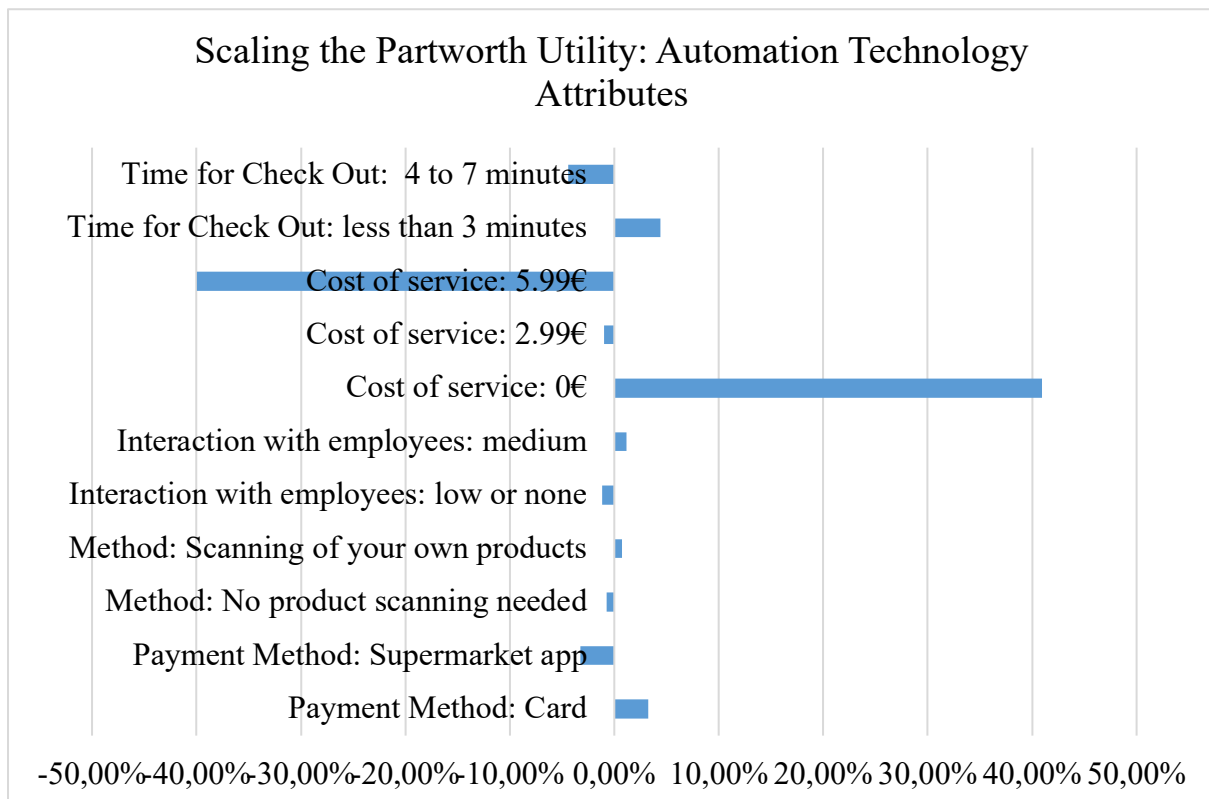 Scaling the Partworth Utility: Automation Technology
Attributes
Time for Check Out:  4 to 7 minutes
Time for Check Out: less than 3 minutes
Cost of service: 5.99€
Cost of service: 2.99€
Cost of service: 0€
Interaction with employees: medium
Interaction with employees: low or none
Method: Scanning of your own products
Method: No product scanning needed
Payment Method: Supermarket app
Payment Method: Card
-50,00% -40,00% -30,00% -20,00% -10,00% 0,00% 10,00% 20,00% 30,00% 40,00% 50,00%